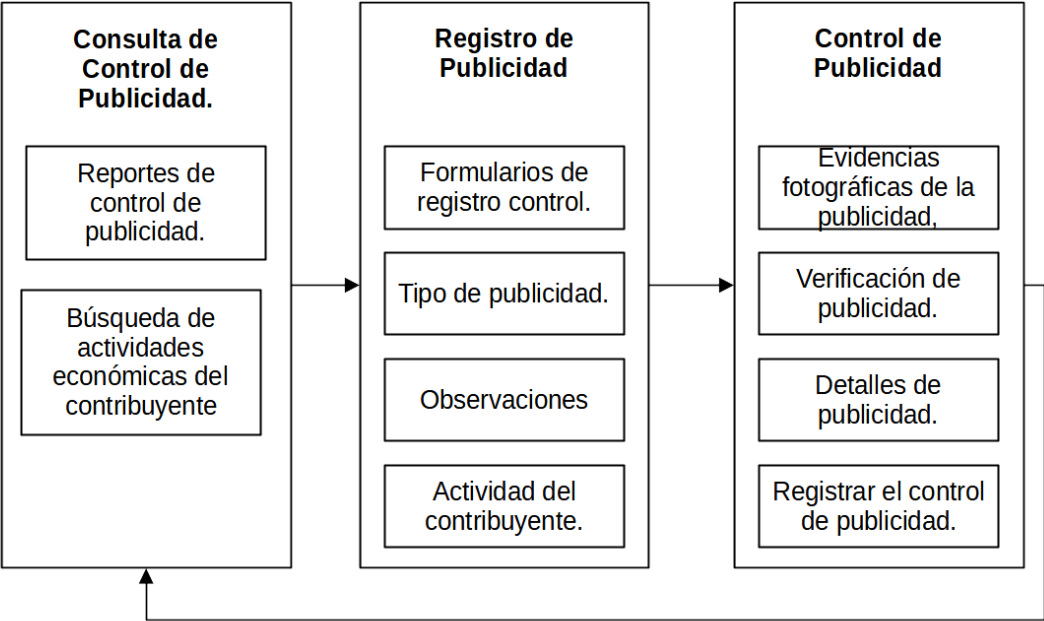 Consulta de
Control de
Publicidad.
Reportes de
control de
publicidad.
Búsqueda de
actividades
económicas del
contribuyente
Registro de
Publicidad
Formularios de
registro control.
Tipo de publicidad.
Observaciones
Actividad del
contribuyente.
Control de
Publicidad
Evidencias
fotográficas de la
publicidad,
Verificación de
publicidad.
Detalles de
publicidad.
Registrar el control
de publicidad.